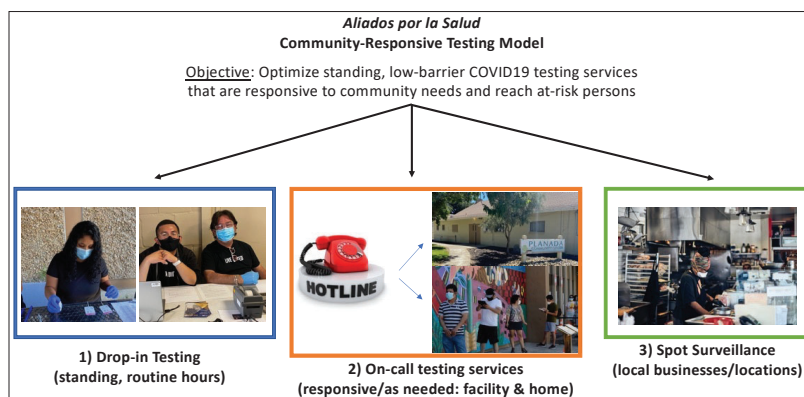 Aliados por la Salud
Community-Responsive Testing Model
Objective: Optimize standing, low-barrier COVID19 testing services
that are responsive to community needs and reach at-risk persons
HOTLINE
PLANADA
1) Drop-in Testing
(standing, routine hours)
2) On-call testing services
(responsive/as needed: facility & home)
3) Spot Surveillance
(local businesses/locations)